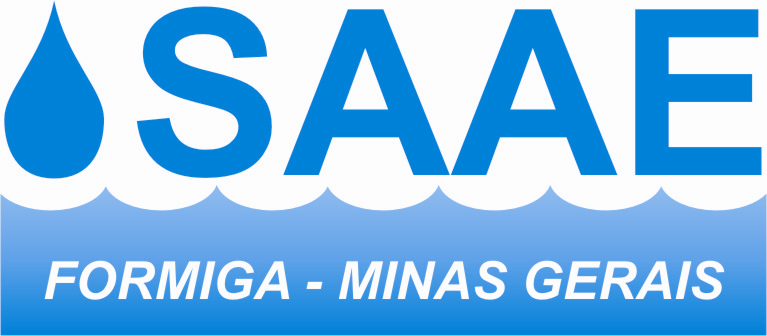 SAAE
FORMIGA - MINAS GERAIS